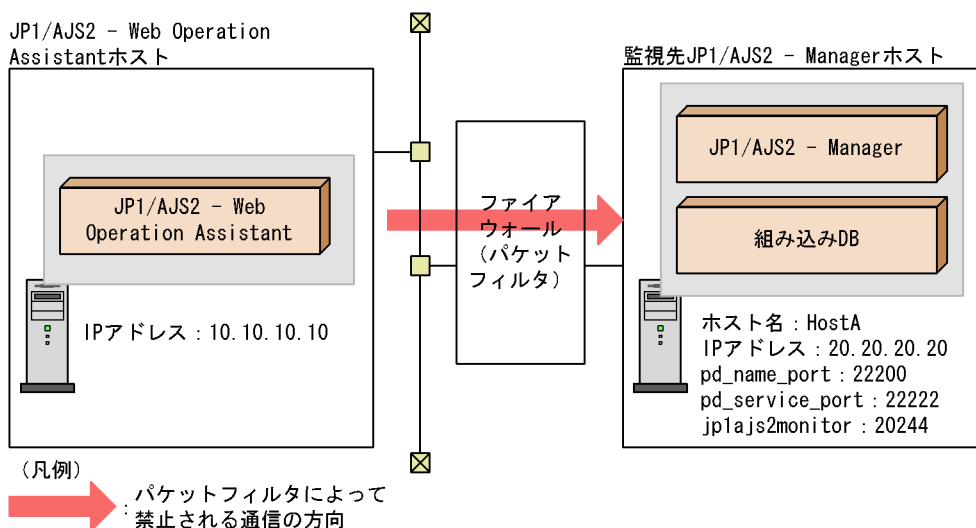 JP1/AJS2 - Web Operation
Assistantホスト
JP1/AJS2 - Web
Operation Assistant
IPアドレス：10.10.10.10
ファイア
ウォール
（パケット
フィルタ）
監視先JP1/AJS2 - Managerホスト
JP1/AJS2 - Manager
組み込みDB
ホスト名：HostA
IPアドレス：20.20.20.20
pd_name_port：22200
pd_service_port：22222
jp1ajs2monitor：20244
（凡例）
：パケットフィルタによって
禁止される通信の方向